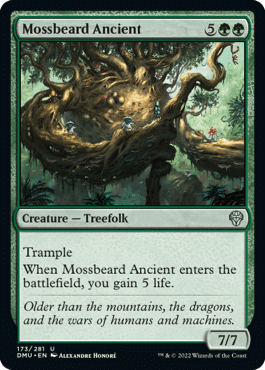 Mossbeard Ancient 5
Creature — Treefolk
Trample
When Mossbeard Ancient enters the
battlefield, you gain 5 life.
Older than the mountains, the dragons,
and the wars of humans and machines.
7/7
173/281 U
DMU • EN Alexandre Honoré ™ & © 2022 Wizards of the Coast